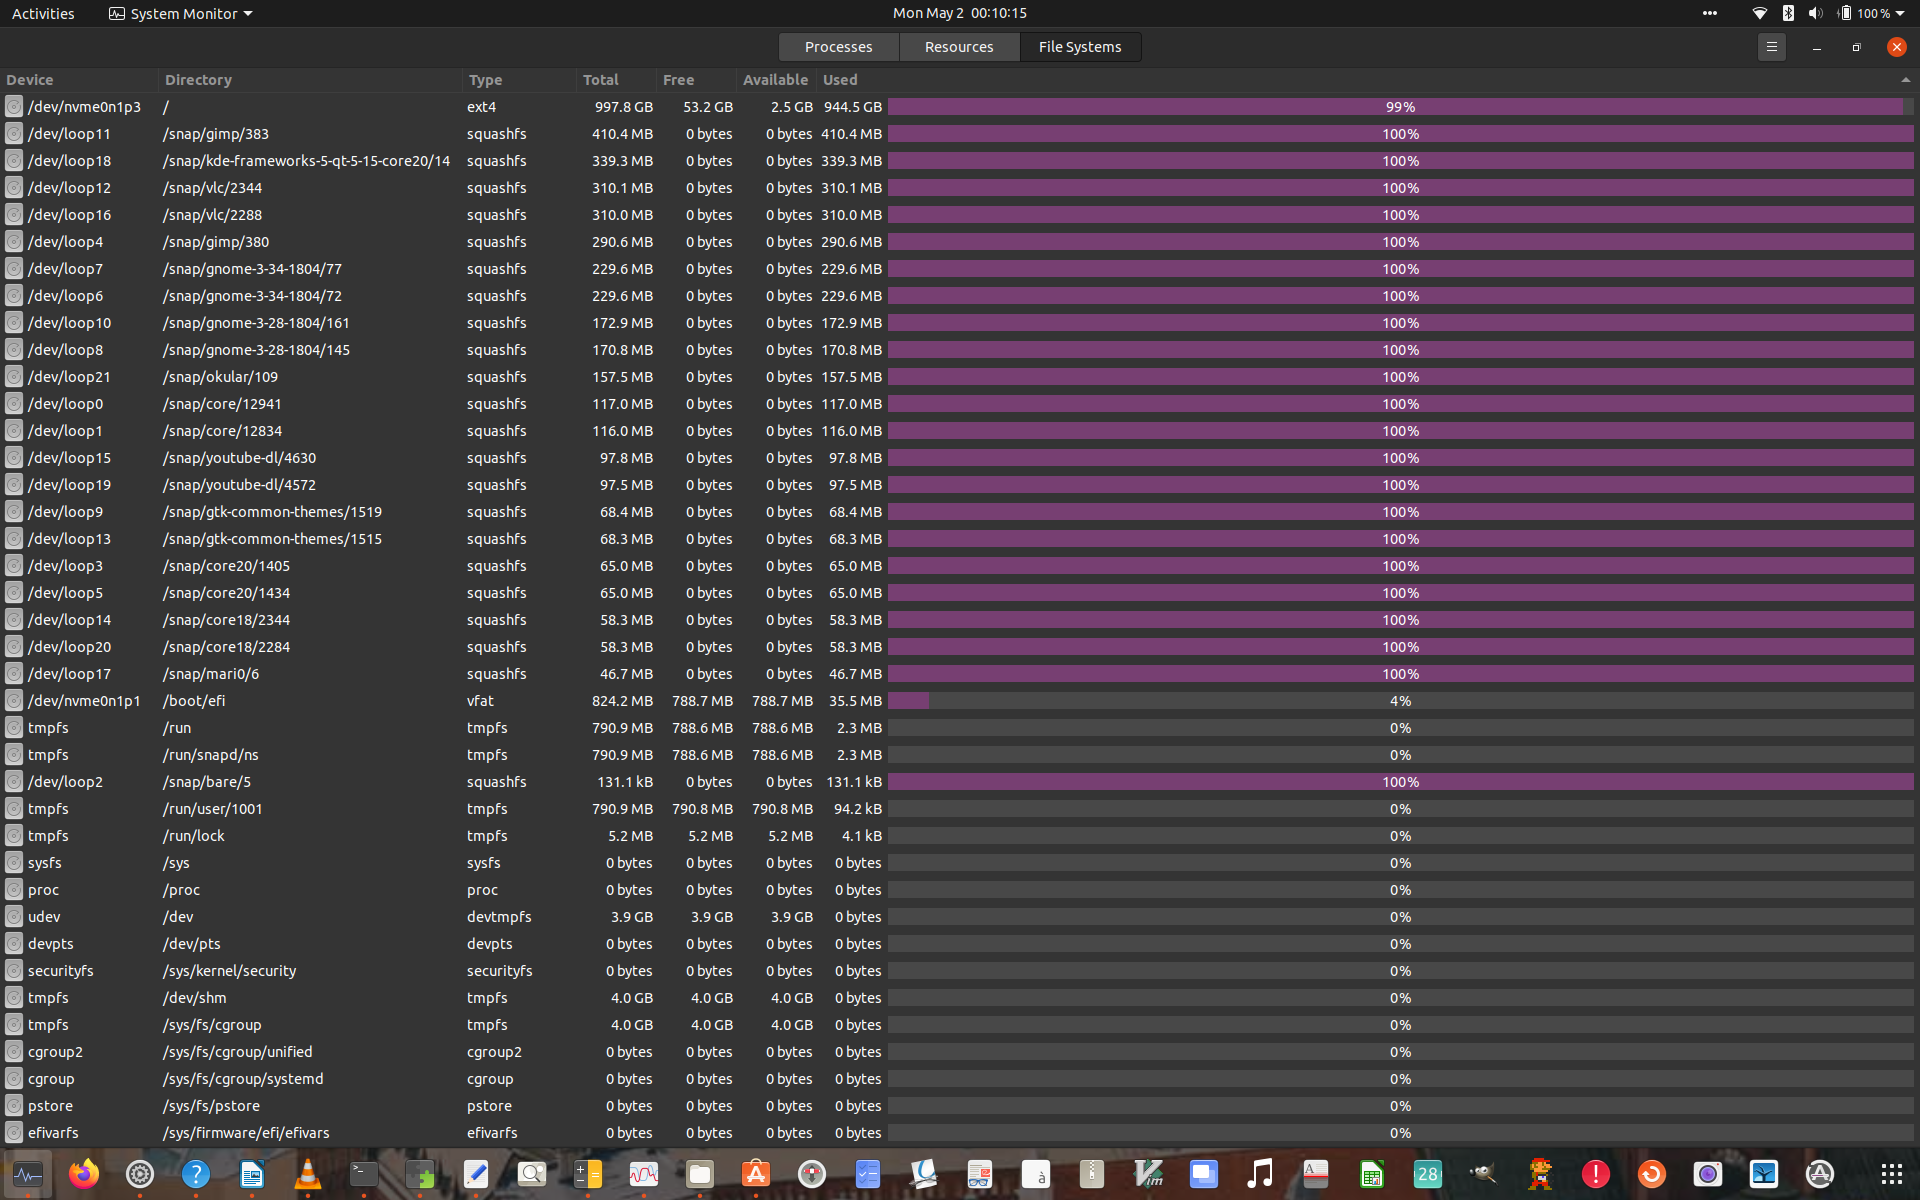 Activities System Monitor Mon May 2 00:10:15 100 %
Processes Resources File Systems
Device Directory Type Total Free Available Used
/dev/nvme0n1p3 / ext4 997.8 GB 53.2 GB 2.5 GB 944.5 GB 99%
/dev/loop11 /snap/gimp/383 squashfs 410.4 MB 0 bytes 0 bytes 410.4 MB 100%
/dev/loop18 /snap/kde-frameworks-5-qt-5-15-core20/14 squashfs 339.3 MB 0 bytes 0 bytes 339.3 MB 100%
/dev/loop12 /snap/vlc/2344 squashfs 310.1 MB 0 bytes 0 bytes 310.1 MB 100%
/dev/loop16 /snap/vlc/2288 squashfs 310.0 MB 0 bytes 0 bytes 310.0 MB 100%
/dev/loop4 /snap/gimp/380 squashfs 290.6 MB 0 bytes 0 bytes 290.6 MB 100%
/dev/loop7 /snap/gnome-3-34-1804/77 squashfs 229.6 MB 0 bytes 0 bytes 229.6 MB 100%
/dev/loop6 /snap/gnome-3-34-1804/72 squashfs 229.6 MB 0 bytes 0 bytes 229.6 MB 100%
/dev/loop10 /snap/gnome-3-28-1804/161 squashfs 172.9 MB 0 bytes 0 bytes 172.9 MB 100%
/dev/loop8 /snap/gnome-3-28-1804/145 squashfs 170.8 MB 0 bytes 0 bytes 170.8 MB 100%
/dev/loop21 /snap/okular/109 squashfs 157.5 MB 0 bytes 0 bytes 157.5 MB 100%
/dev/loop0 /snap/core/12941 squashfs 117.0 MB 0 bytes 0 bytes 117.0 MB 100%
/dev/loop1 /snap/core/12834 squashfs 116.0 MB 0 bytes 0 bytes 116.0 MB 100%
/dev/loop15 /snap/youtube-dl/4630 squashfs 97.8 MB 0 bytes 0 bytes 97.8 MB 100%
/dev/loop19 /snap/youtube-dl/4572 squashfs 97.5 MB 0 bytes 0 bytes 97.5 MB 100%
/dev/loop9 /snap/gtk-common-themes/1519 squashfs 68.4 MB 0 bytes 0 bytes 68.4 MB 100%
/dev/loop13 /snap/gtk-common-themes/1515 squashfs 68.3 MB 0 bytes 0 bytes 68.3 MB 100%
/dev/loop3 /snap/core20/1405 squashfs 65.0 MB 0 bytes 0 bytes 65.0 MB 100%
/dev/loop5 /snap/core20/1434 squashfs 65.0 MB 0 bytes 0 bytes 65.0 MB 100%
/dev/loop14 /snap/core18/2344 squashfs 58.3 MB 0 bytes 0 bytes 58.3 MB 100%
/dev/loop20 /snap/core18/2284 squashfs 58.3 MB 0 bytes 0 bytes 58.3 MB 100%
/dev/loop17 /snap/mari0/6 squashfs 46.7 MB 0 bytes 0 bytes 46.7 MB 100%
/dev/nvme0n1p1 /boot/efi vfat 824.2 MB 788.7 MB 788.7 MB 35.5 MB 4%
tmpfs /run tmpfs 790.9 MB 788.6 MB 788.6 MB 2.3 MB 0%
tmpfs /run/snapd/ns tmpfs 790.9 MB 788.6 MB 788.6 MB 2.3 MB 0%
/dev/loop2 /snap/bare/5 squashfs 131.1 kB 0 bytes 0 bytes 131.1 kB 100%
tmpfs /run/user/1001 tmpfs 790.9 MB 790.8 MB 790.8 MB 94.2 kB 0%
tmpfs /run/lock tmpfs 5.2 MB 5.2 MB 5.2 MB 4.1 kB 0%
sysfs /sys sysfs 0 bytes 0 bytes 0 bytes 0 bytes 0%
proc /proc proc 0 bytes 0 bytes 0 bytes 0 bytes 0%
udev /dev devtmpfs 3.9 GB 3.9 GB 3.9 GB 0 bytes 0%
devpts /dev/pts devpts 0 bytes 0 bytes 0 bytes 0 bytes 0%
securityfs /sys/kernel/security securityfs 0 bytes 0 bytes 0 bytes 0 bytes 0%
tmpfs /dev/shm tmpfs 4.0 GB 4.0 GB 4.0 GB 0 bytes 0%
tmpfs /sys/fs/cgroup tmpfs 4.0 GB 4.0 GB 4.0 GB 0 bytes 0%
cgroup2 /sys/fs/cgroup/unified cgroup2 0 bytes 0 bytes 0 bytes 0 bytes 0%
cgroup /sys/fs/cgroup/systemd cgroup 0 bytes 0 bytes 0 bytes 0 bytes 0%
pstore /sys/fs/pstore pstore 0 bytes 0 bytes 0 bytes 0 bytes 0%
efivarfs /sys/firmware/efi/efivars efivarfs 0 bytes 0 bytes 0 bytes 0 bytes 0%
? >_ à Vim A 28 !